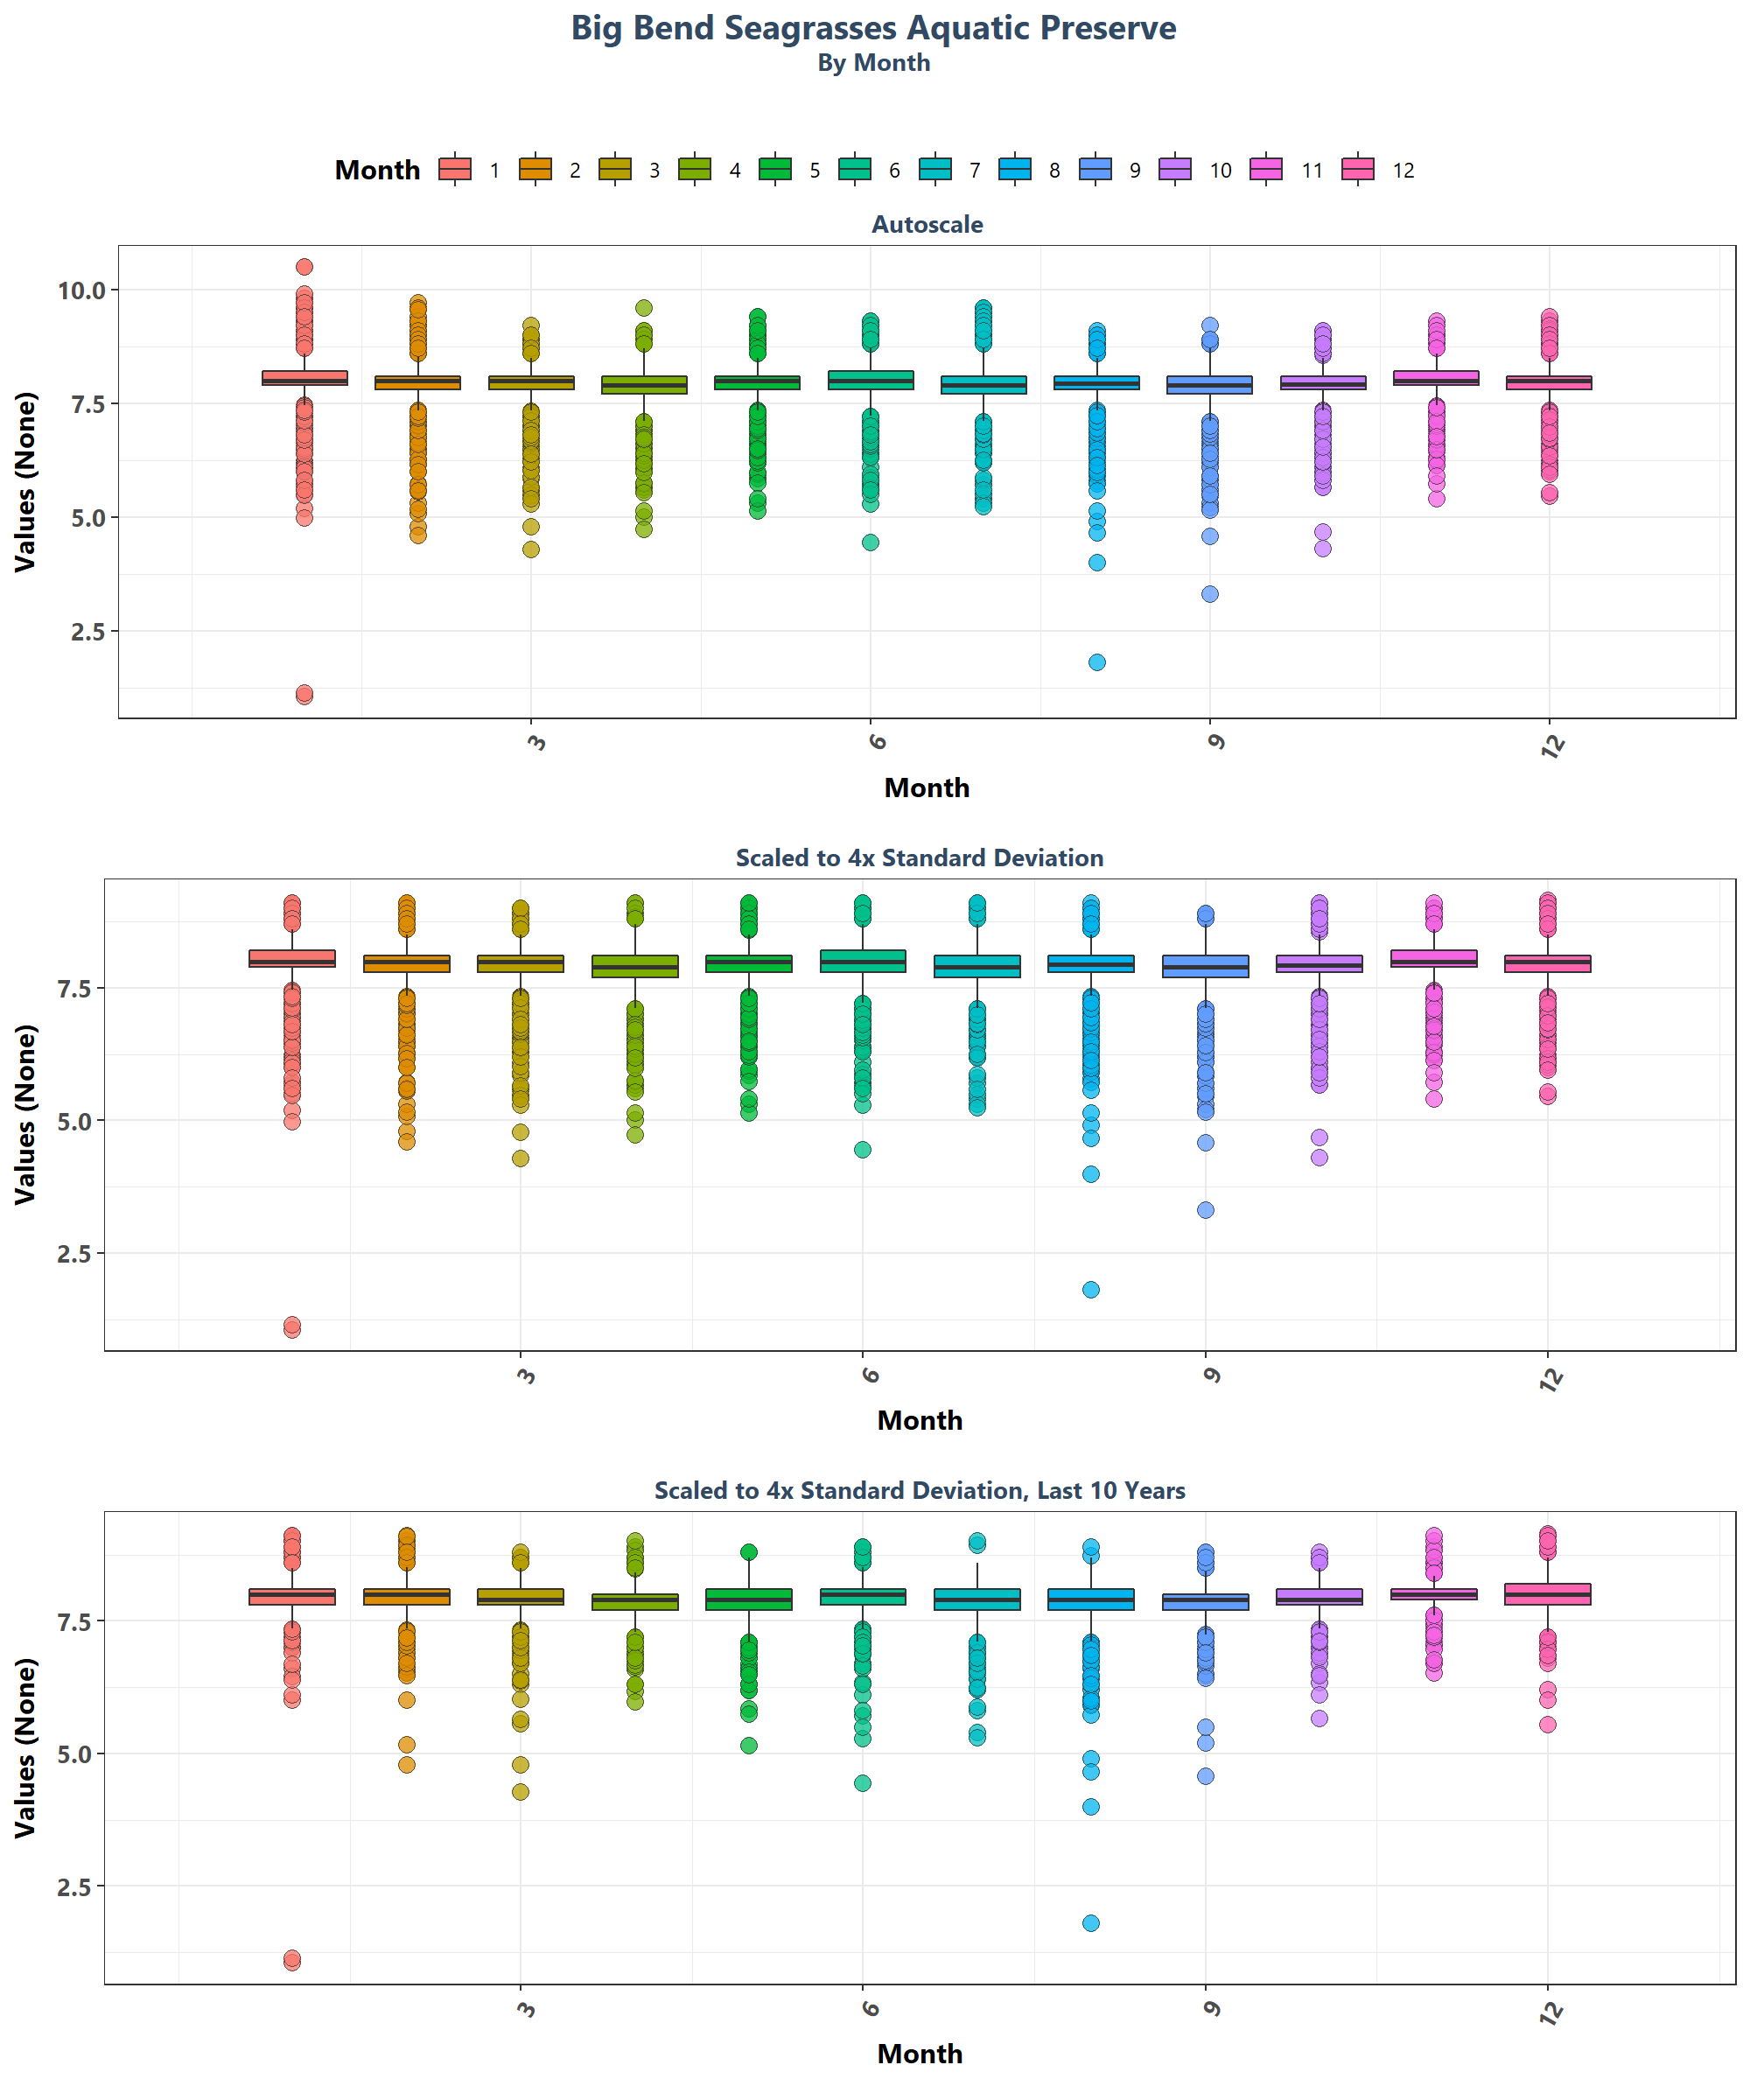 Big Bend Seagrasses Aquatic Preserve
By Month
Month 1 2 3 4 5 6 7 8 9 10 11 12
Autoscale
Values (None)
10.0
7.5
5.0
2.5
3 6 9 12
Month
Scaled to 4x Standard Deviation
Values (None)
7.5
5.0
2.5
3 6 9 12
Month
Scaled to 4x Standard Deviation, Last 10 Years
Values (None)
7.5
5.0
2.5
3 6 9 12
Month